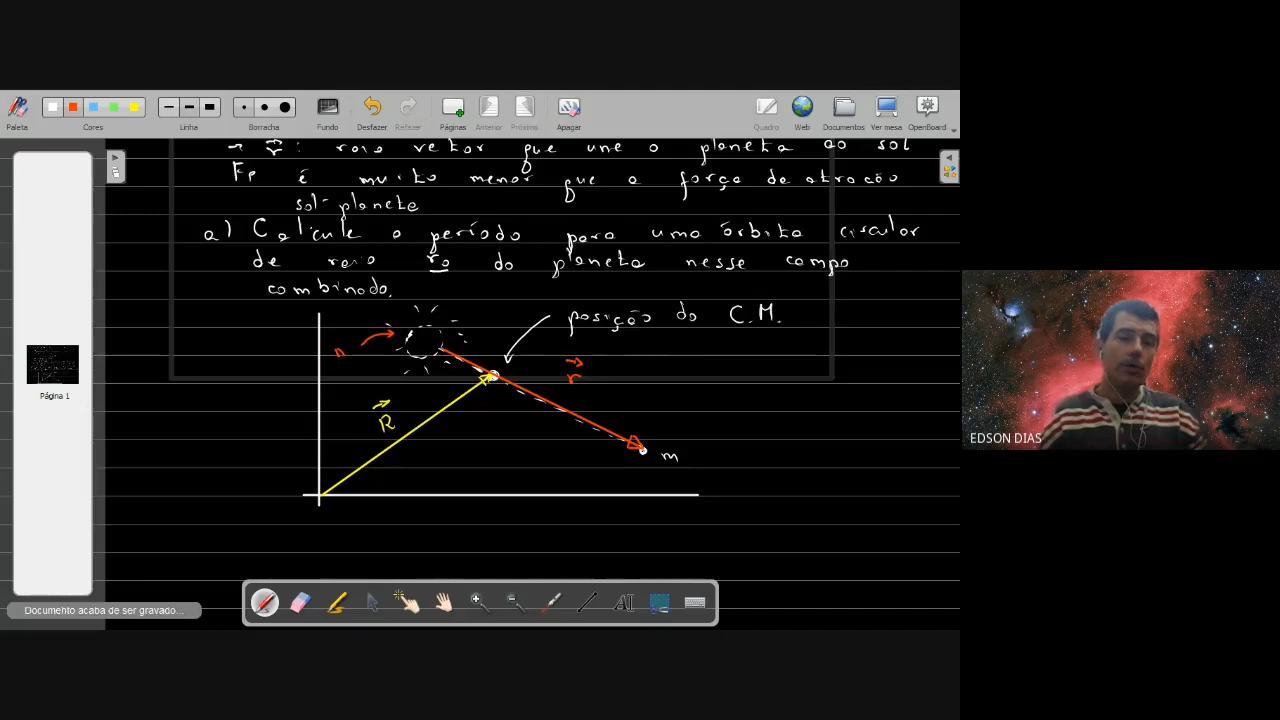 Paleta
Cores
Linha
Borracha
Fundo
Desfazer
Refazer
Páginas
Anterior
Próximo
Apagar
Quadro
Web
Documentos
Ver mesa
OpenBoard
→ r: raio vetor que une o planeta ao sol
Fp é muito menor que a força de atração
sol-planeta
a) Calcule o período para uma órbita circular
de raio ro do planeta nesse campo
combinado.
posição do C.M.
r
R
m
Página 1
EDSON DIAS
Documento acaba de ser gravado...